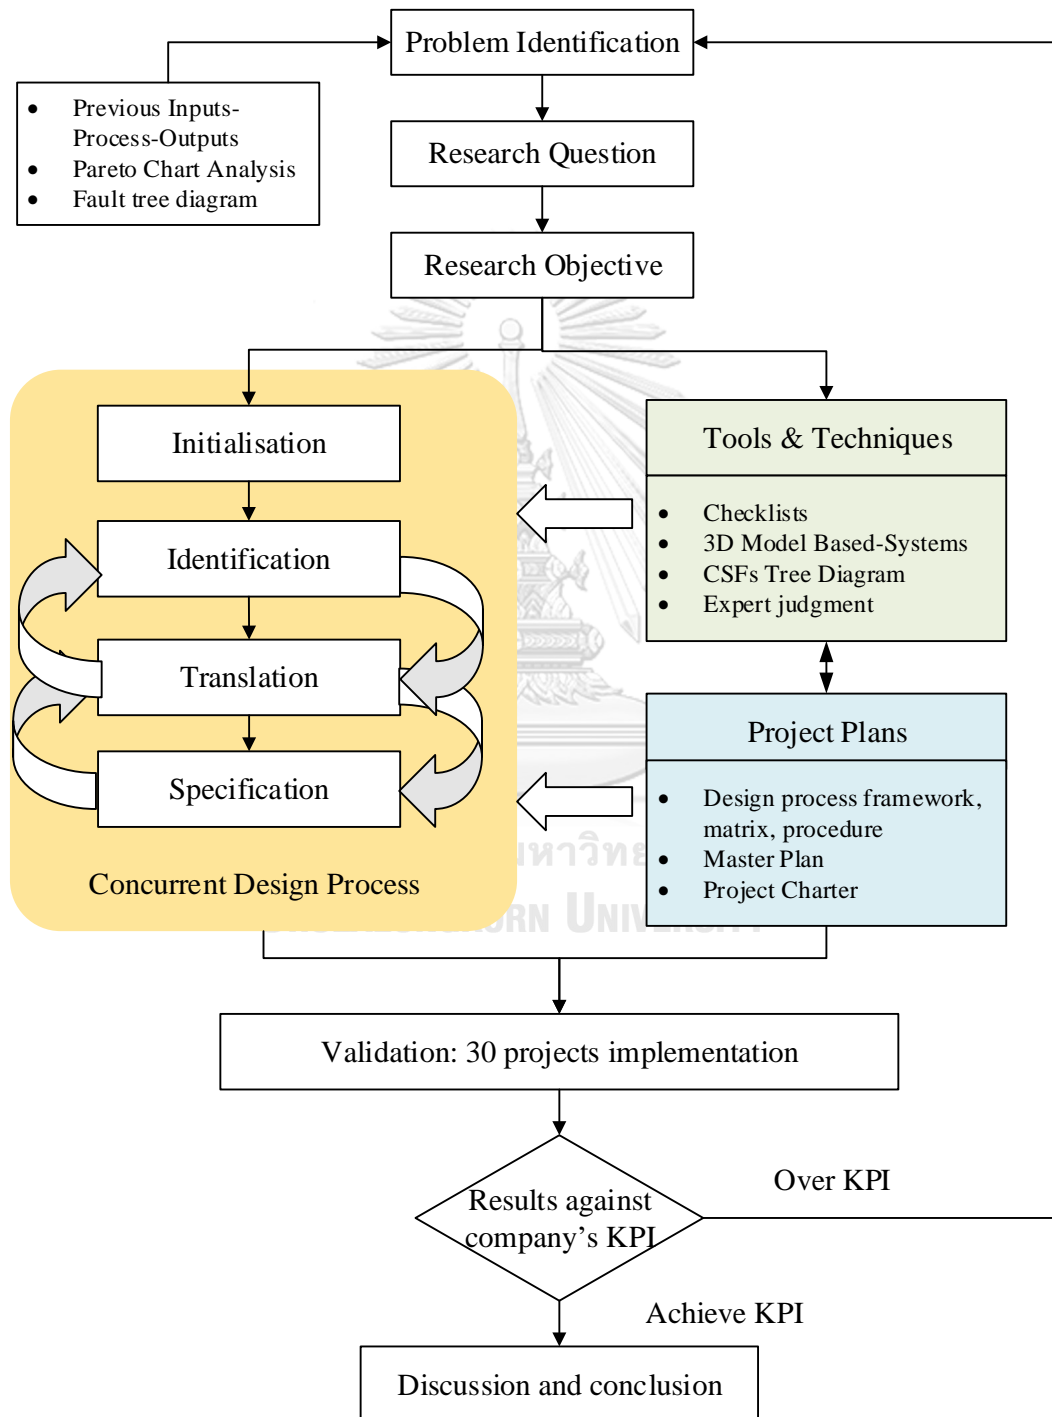 Problem Identification
• Previous Inputs-
Process-Outputs
• Pareto Chart Analysis
• Fault tree diagram
Research Question
Research Objective
Initialisation
Identification
Translation
Specification
Concurrent Design Process
Tools & Techniques
• Checklists
• 3D Model Based-Systems
• CSFs Tree Diagram
• Expert judgment
Project Plans
• Design process framework,
matrix, procedure
• Master Plan
• Project Charter
Validation: 30 projects implementation
Results against
company’s KPI
Over KPI
Achieve KPI
Discussion and conclusion